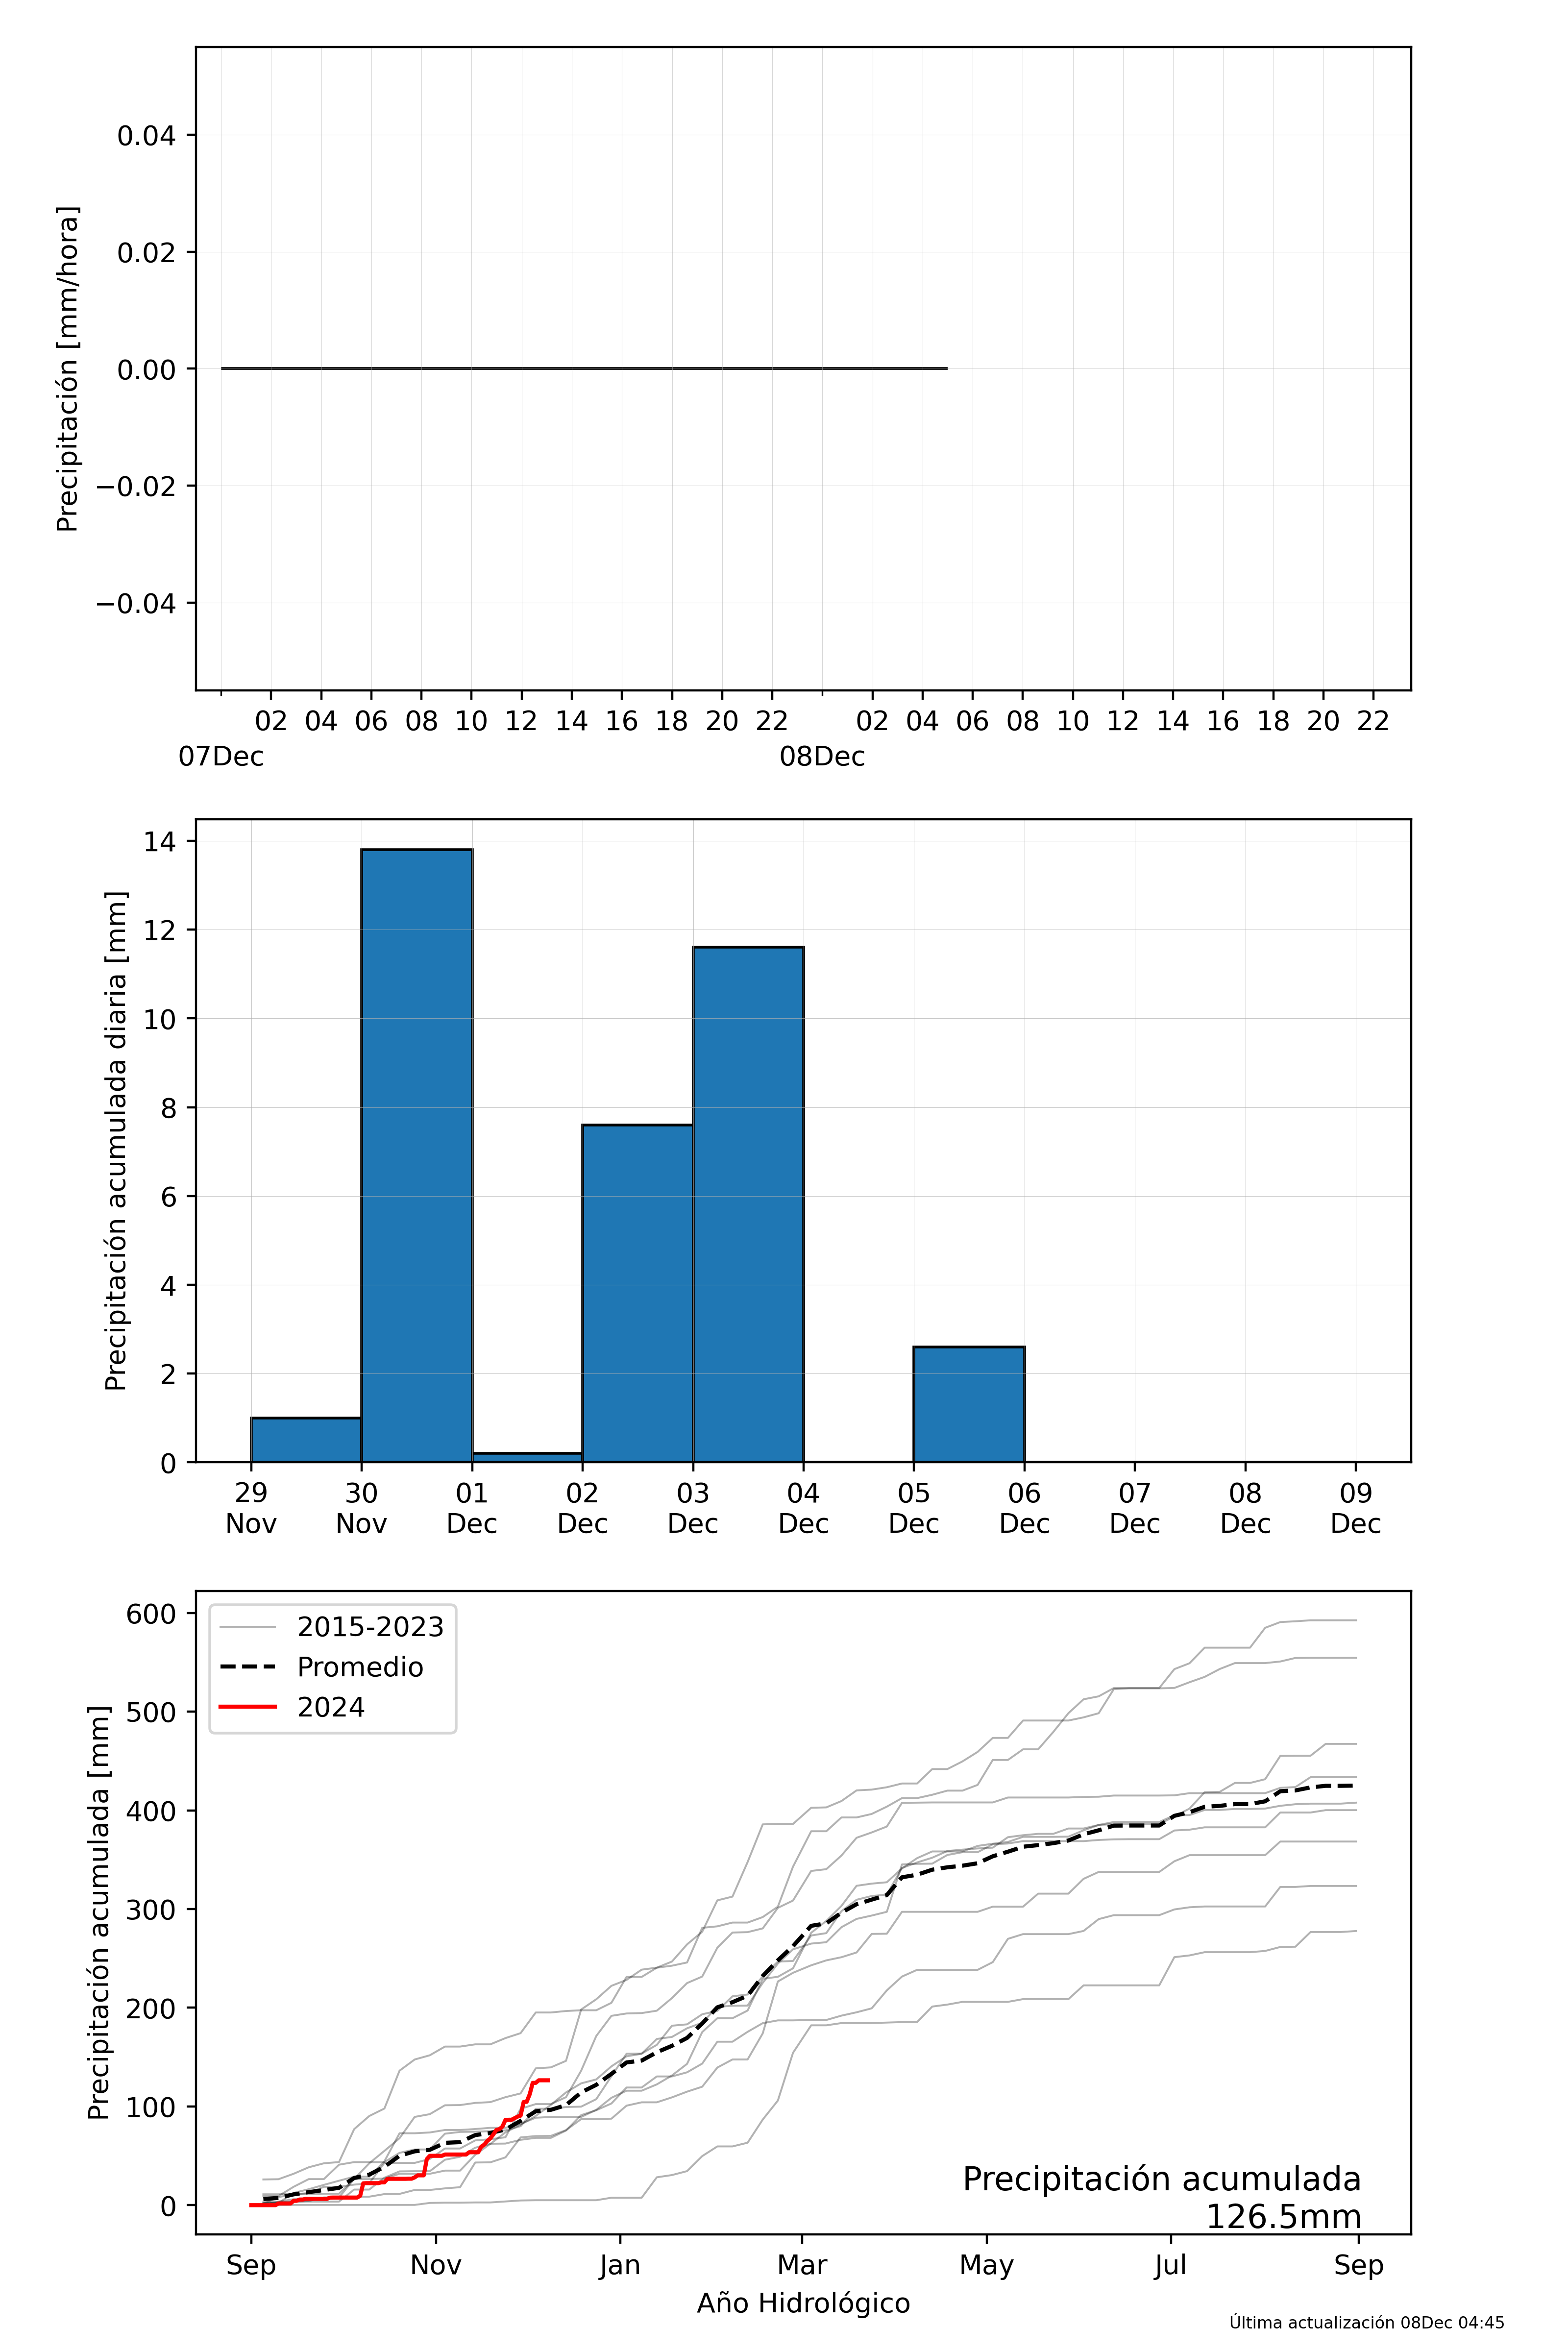 Precipitación [mm/hora]
0.04
0.02
0.00
−0.02
−0.04
02 04 06 08 10 12 14 16 18 20 22 02 04 06 08 10 12 14 16 18 20 22
07Dec 08Dec
Precipitación acumulada diaria [mm]
14
12
10
8
6
4
2
0
29 30 01 02 03 04 05 06 07 08 09
Nov Nov Dec Dec Dec Dec Dec Dec Dec Dec Dec
Precipitación acumulada [mm]
600
500
400
300
200
100
0
2015-2023
Promedio
2024
Precipitación acumulada
126.5mm
Sep Nov Jan Mar May Jul Sep
Año Hidrológico
Última actualización 08Dec 04:45